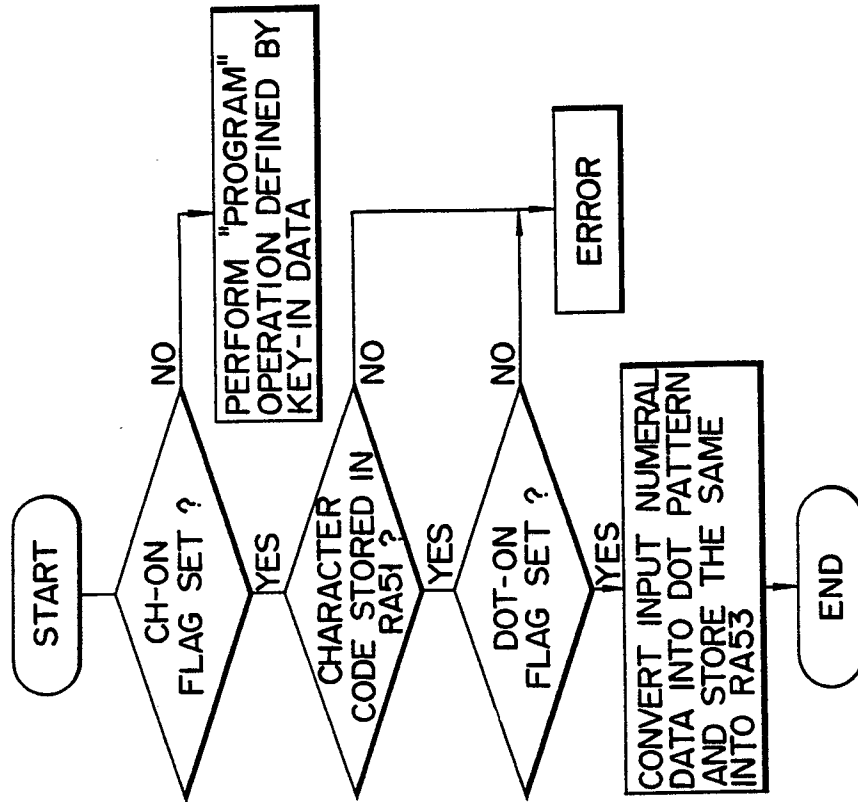 START
CH-ON
FLAG SET ?
NO
PERFORM "PROGRAM"
OPERATION DEFINED BY
KEY-IN DATA
YES
CHARACTER
CODE STORED IN
RA51 ?
NO
YES
DOT-ON
FLAG SET ?
NO
ERROR
YES
CONVERT INPUT NUMERAL
DATA INTO DOT PATTERN
AND STORE THE SAME
INTO RA53
END